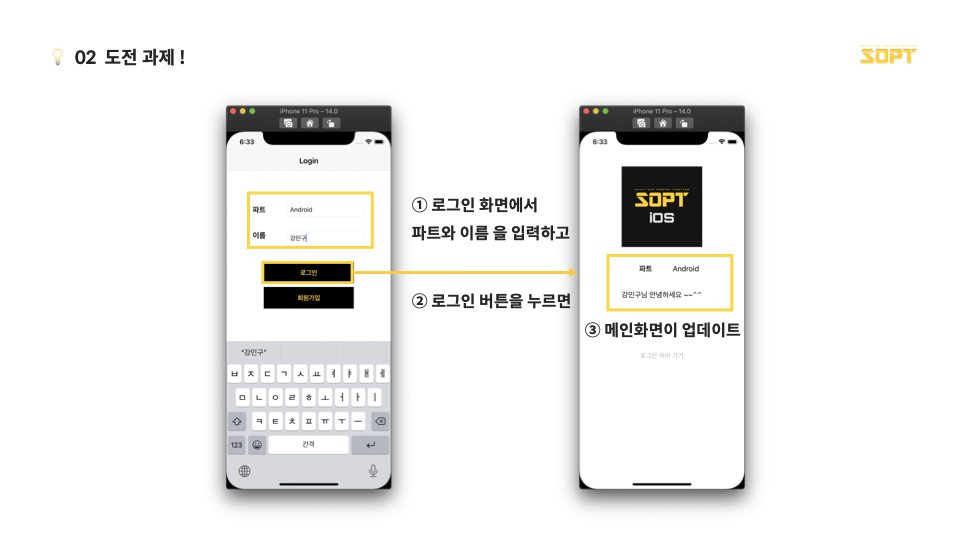 02 도전 과제 !
SOPT
iPhone 11 Pro – 14.0
6:33
Login
파트 Android
이름 강민구
로그인
회원가입
"강민구"
ㅂ ㅈ ㄷ ㄱ ㅅ ㅛ ㅕ ㅑ ㅐ ㅔ
ㅁ ㄴ ㅇ ㄹ ㅎ ㅗ ㅓ ㅏ ㅣ
ㅋ ㅌ ㅊ ㅍ ㅠ ㅜ ㅡ
123 간격
① 로그인 화면에서
파트와 이름 을 입력하고
② 로그인 버튼을 누르면
iPhone 11 Pro – 14.0
6:33
SOPT
iOS
파트 Android
강민구님 안녕하세요 ~~^^
③ 메인화면이 업데이트
로그인 하러 가기